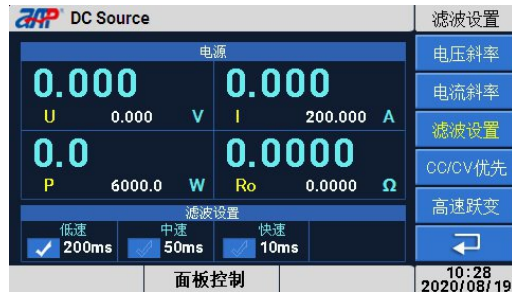 AAP DC Source 滤波设置
电源
0.000 0.000
U 0.000 V I 200.000 A
0.0 0.0000
P 6000.0 W Ro 0.0000 Ω
滤波设置
低速 中速 快速
200ms 50ms 10ms
面板控制
电压斜率
电流斜率
滤波设置
CC/CV优先
高速跃变
10:28
2020/08/19